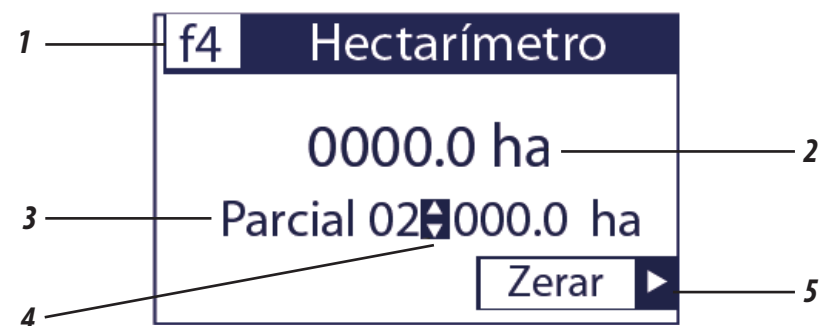 1 f4 Hectarímetro
0000.0 ha 2
3 Parcial 02 000.0 ha
Zerar 5
4